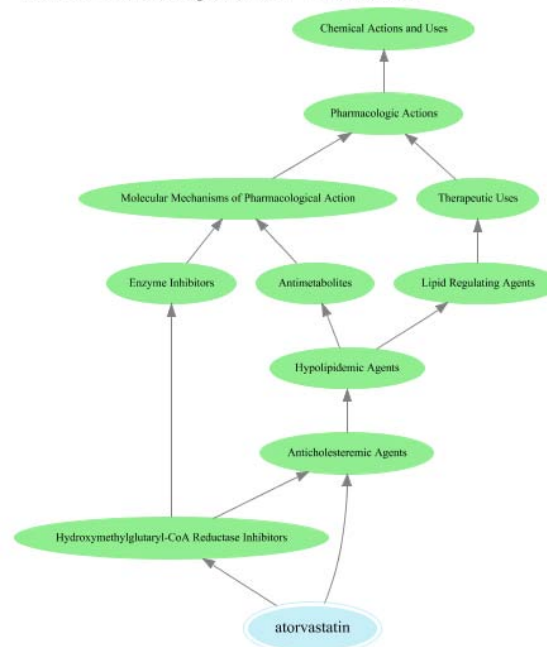 Chemical Actions and Uses
Pharmacologic Actions
Molecular Mechanisms of Pharmacological Action
Therapeutic Uses
Enzyme Inhibitors
Antimetabolites
Lipid Regulating Agents
Hypolipidemic Agents
Anticholesteremic Agents
Hydroxymethylglutaryl-CoA Reductase Inhibitors
atorvastatin